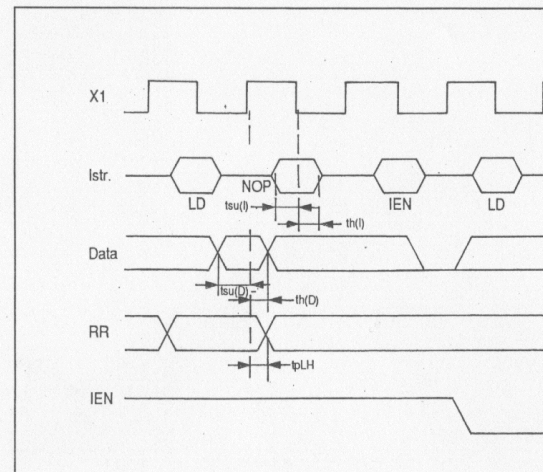 X1
Istr.
NOP
LD
IEN
LD
tsu(I)
th(I)
Data
tsu(D)
th(D)
RR
tpLH
IEN